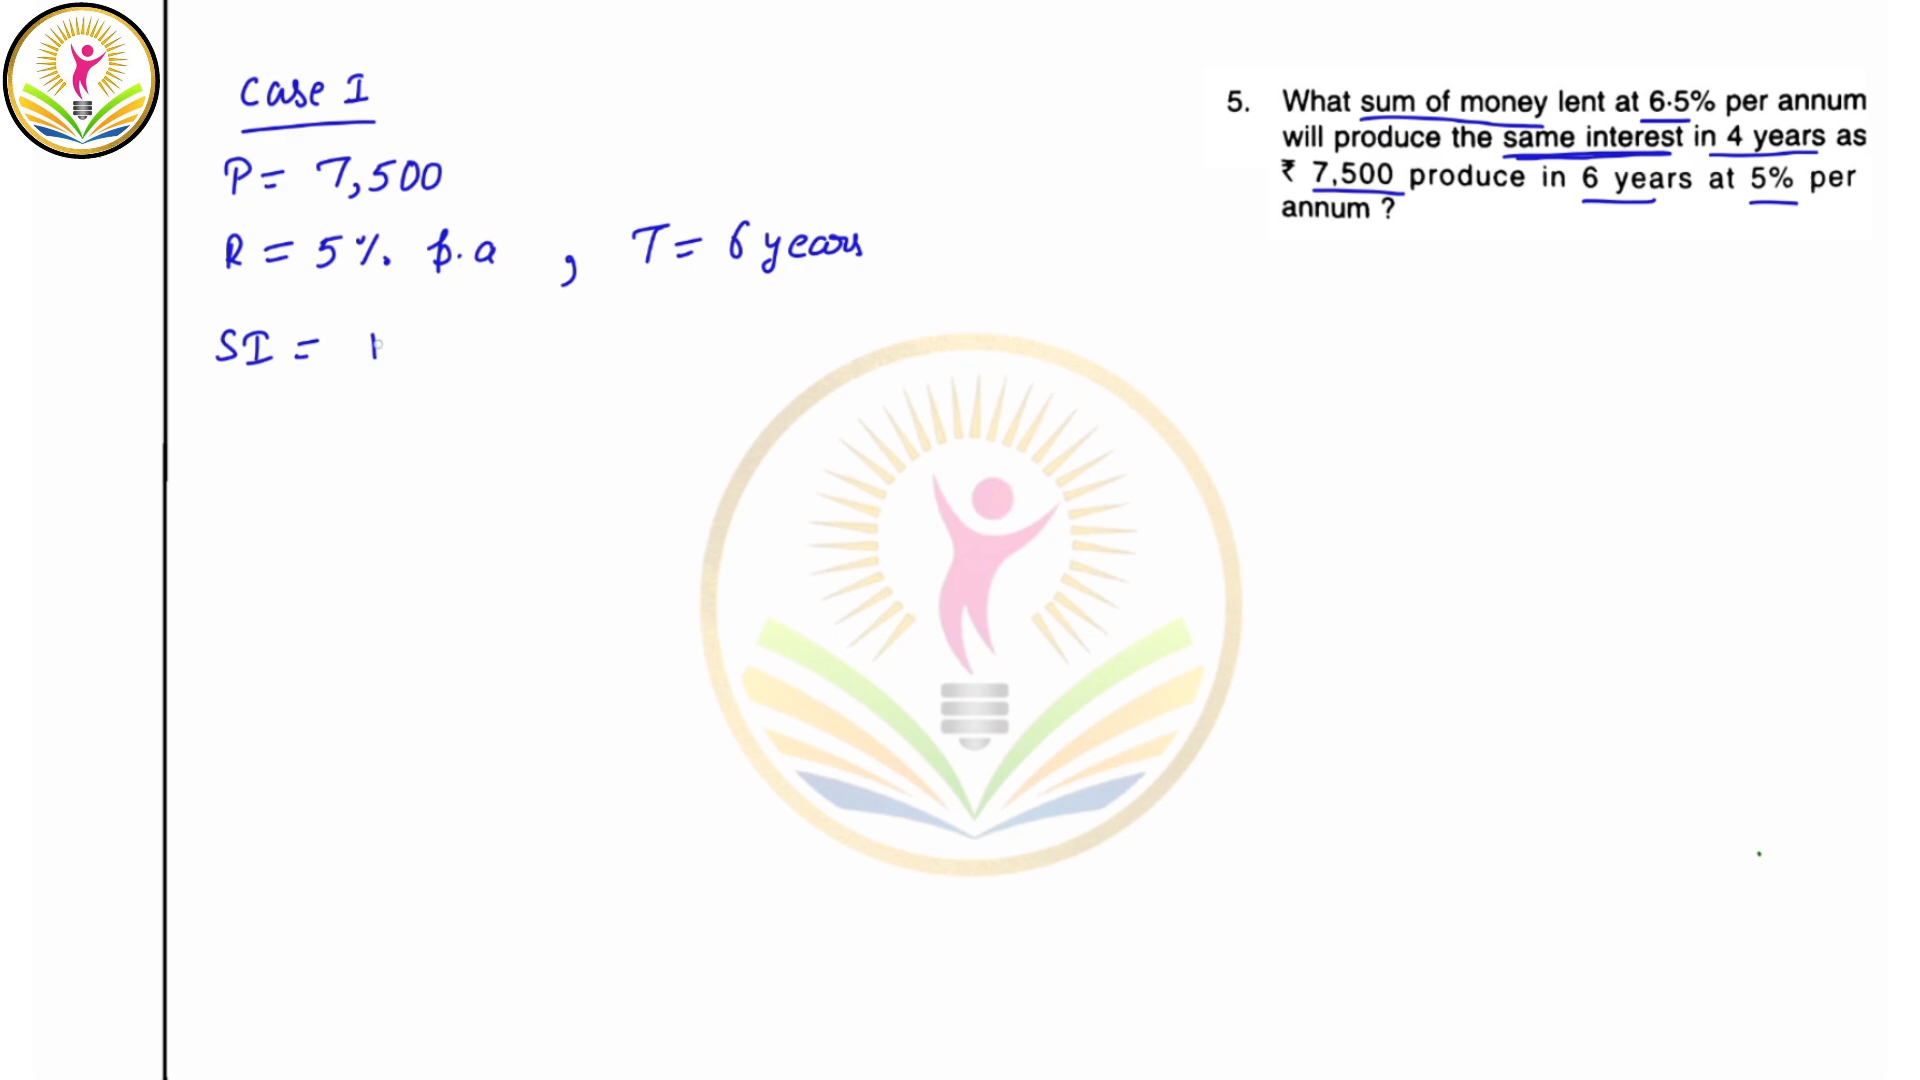 Case I
P = 7,500
R = 5% p.a , T = 6 years
SI =
5. What sum of money lent at 6·5% per annum
will produce the same interest in 4 years as
₹ 7,500 produce in 6 years at 5% per
annum ?